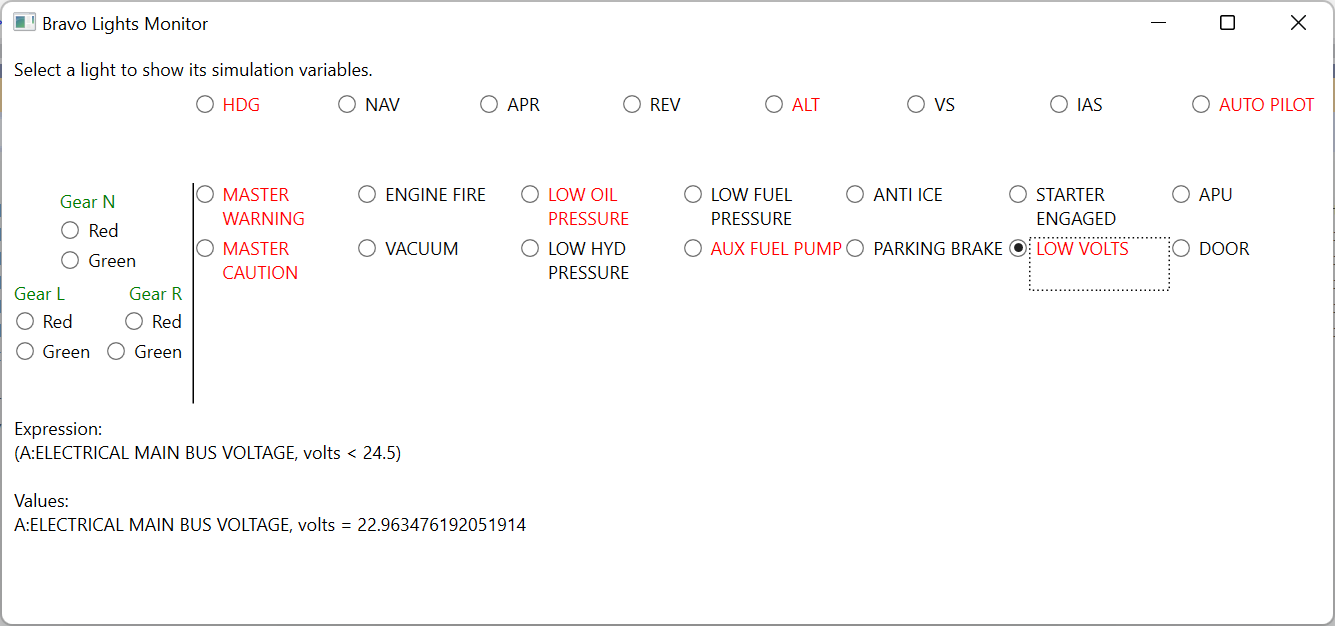 Bravo Lights Monitor
Select a light to show its simulation variables.
HDG NAV APR REV ALT VS IAS AUTO PILOT
Gear N
Red
Green
Gear L Gear R
Red Red
Green Green
MASTER WARNING ENGINE FIRE LOW OIL PRESSURE LOW FUEL PRESSURE ANTI ICE STARTER ENGAGED APU
MASTER CAUTION VACUUM LOW HYD PRESSURE AUX FUEL PUMP PARKING BRAKE LOW VOLTS DOOR
Expression:
(A:ELECTRICAL MAIN BUS VOLTAGE, volts < 24.5)
Values:
A:ELECTRICAL MAIN BUS VOLTAGE, volts = 22.963476192051914